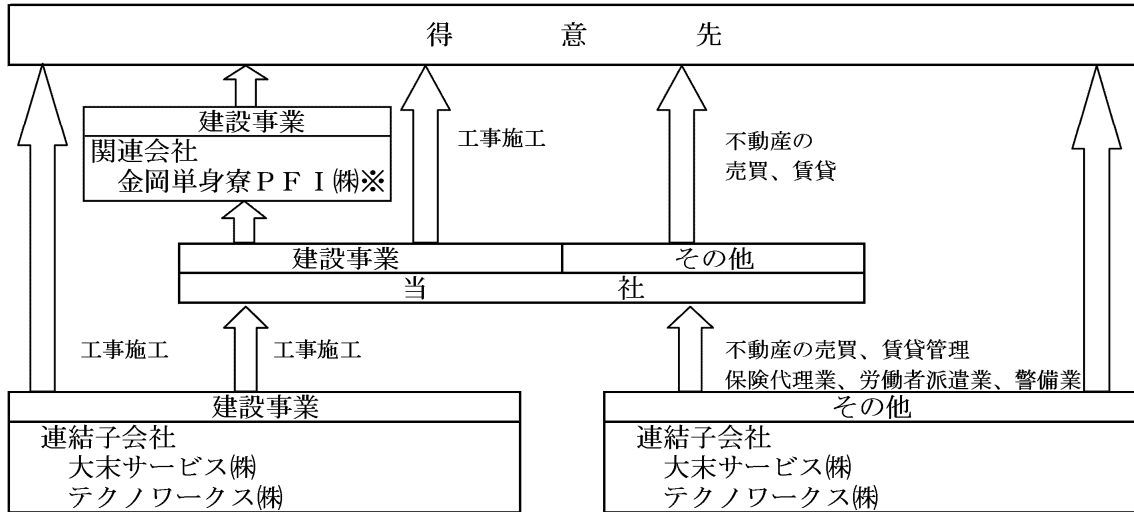 得 意 先
建設事業
関連会社
金岡単身寮ＰＦＩ㈱※
工事施工
不動産の
売買、賃貸
建設事業
その他
当 社
工事施工
工事施工
不動産の売買、賃貸管理
保険代理業、労働者派遣業、警備業
建設事業
連結子会社
大末サービス㈱
テクノワークス㈱
その他
連結子会社
大末サービス㈱
テクノワークス㈱